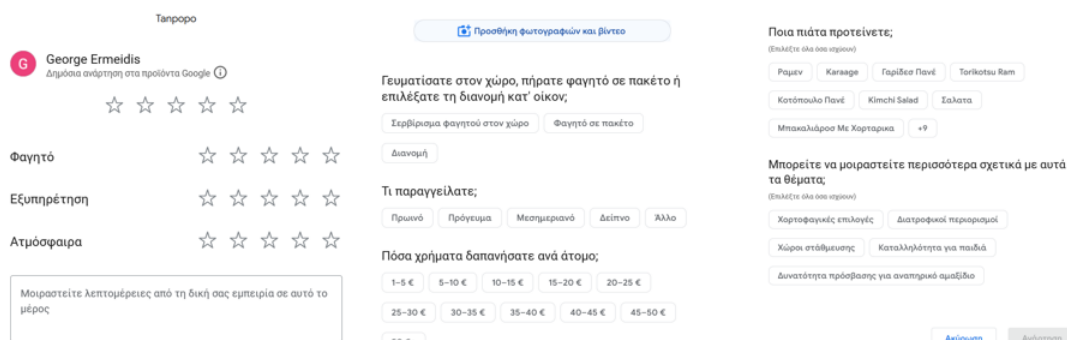 Tanpopo
G
George Ermeidis
Δημόσια ανάρτηση στα προϊόντα Google
Φαγητό
Εξυπηρέτηση
Ατμόσφαιρα
Μοιραστείτε λεπτομέρειες από τη δική σας εμπειρία σε αυτό το
μέρος
Προσθήκη φωτογραφιών και βίντεο
Γευματίσατε στον χώρο, πήρατε φαγητό σε πακέτο ή
επιλέξατε τη διανομή κατ' οίκον;
Σερβίρισμα φαγητού στον χώρο Φαγητό σε πακέτο
Διανομή
Τι παραγγείλατε;
Πρωινό Πρόγευμα Μεσημεριανό Δείπνο Άλλο
Πόσα χρήματα δαπανήσατε ανά άτομο;
1–5 € 5–10 € 10–15 € 15–20 € 20–25 €
25–30 € 30–35 € 35–40 € 40–45 € 45–50 €
Ποια πιάτα προτείνετε;
(Επιλέξτε όλα όσα ισχύουν)
Ραμεν Karaage Γαρίδεσ Πανέ Torikotsu Ram
Κοτόπουλο Πανέ Kimchi Salad Σαλατα
Μπακαλιάροσ Με Χορταρικα +9
Μπορείτε να μοιραστείτε περισσότερα σχετικά με αυτά
τα θέματα;
(Επιλέξτε όλα όσα ισχύουν)
Χορτοφαγικές επιλογές Διατροφικοί περιορισμοί
Χώροι στάθμευσης Καταλληλότητα για παιδιά
Δυνατότητα πρόσβασης για αναπηρικό αμαξίδιο
Ακύρωση Ανάρτηση